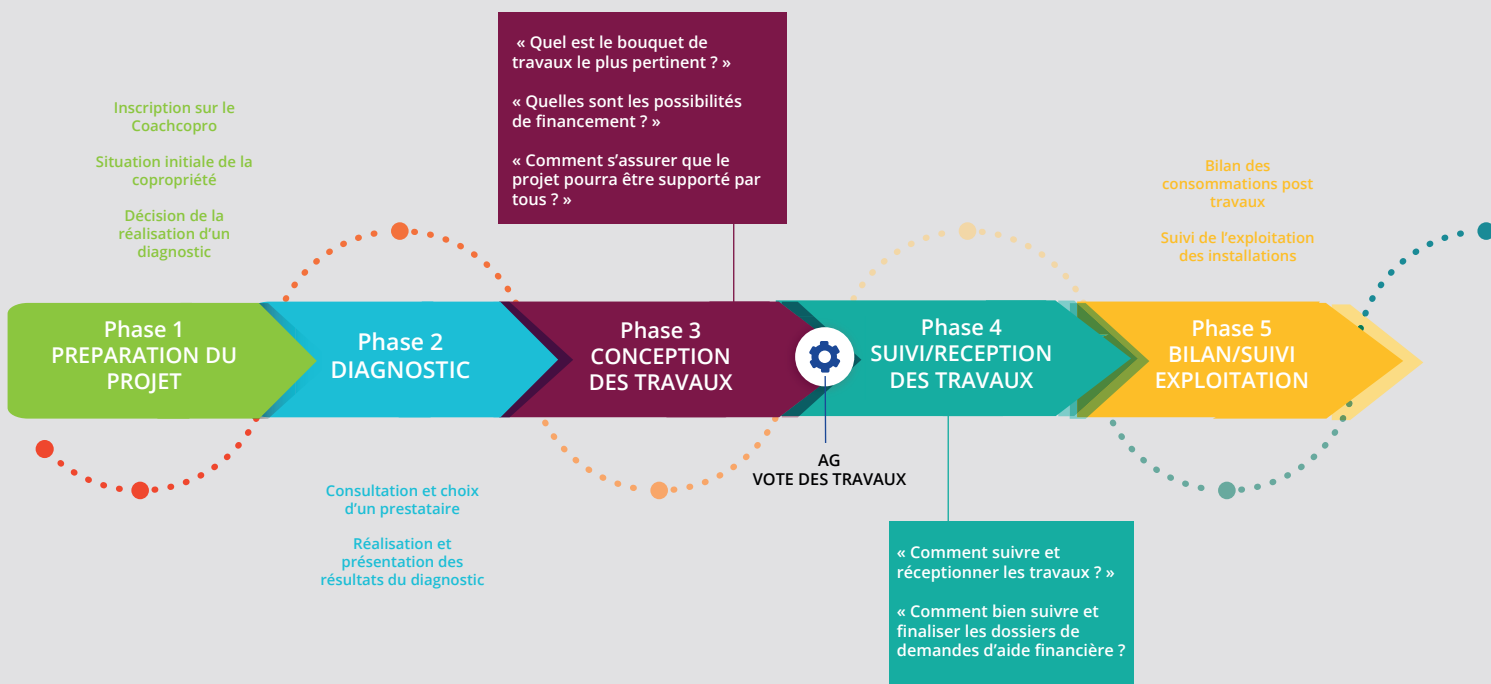 « Quel est le bouquet de
travaux le plus pertinent ? »
« Quelles sont les possibilités
de financement ? »
« Comment s’assurer que le
projet pourra être supporté par
tous ? »
Inscription sur le
Coachcopro
Situation initiale de la
copropriété
Décision de la
réalisation d’un
diagnostic
Bilan des
consommations post
travaux
Suivi de l’exploitation
des installations
Phase 1
PREPARATION DU
PROJET
Phase 2
DIAGNOSTIC
Phase 3
CONCEPTION
DES TRAVAUX
Phase 4
SUIVI/RECEPTION
DES TRAVAUX
Phase 5
BILAN/SUIVI
EXPLOITATION
AG
VOTE DES TRAVAUX
Consultation et choix
d’un prestataire
Réalisation et
présentation des
résultats du diagnostic
« Comment suivre et
réceptionner les travaux ? »
« Comment bien suivre et
finaliser les dossiers de
demandes d’aide financière ?